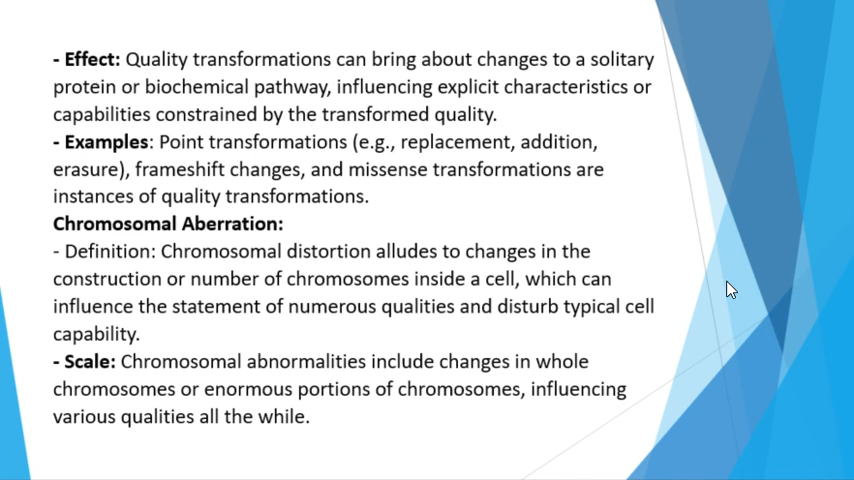 - Effect: Quality transformations can bring about changes to a solitary
protein or biochemical pathway, influencing explicit characteristics or
capabilities constrained by the transformed quality.
- Examples: Point transformations (e.g., replacement, addition,
erasure), frameshift changes, and missense transformations are
instances of quality transformations.
Chromosomal Aberration:
- Definition: Chromosomal distortion alludes to changes in the
construction or number of chromosomes inside a cell, which can
influence the statement of numerous qualities and disturb typical cell
capability.
- Scale: Chromosomal abnormalities include changes in whole
chromosomes or enormous portions of chromosomes, influencing
various qualities all the while.